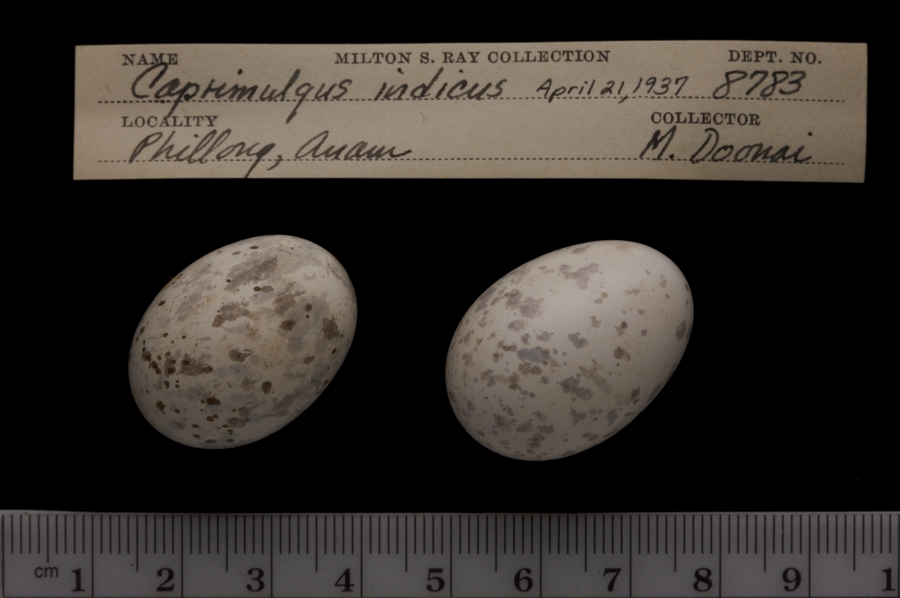 NAME MILTON S. RAY COLLECTION DEPT. NO.
Caprimulgus indicus April 21, 1937 8783
LOCALITY COLLECTOR
Phillong, Anam M. Doonai
cm 1 2 3 4 5 6 7 8 9 1